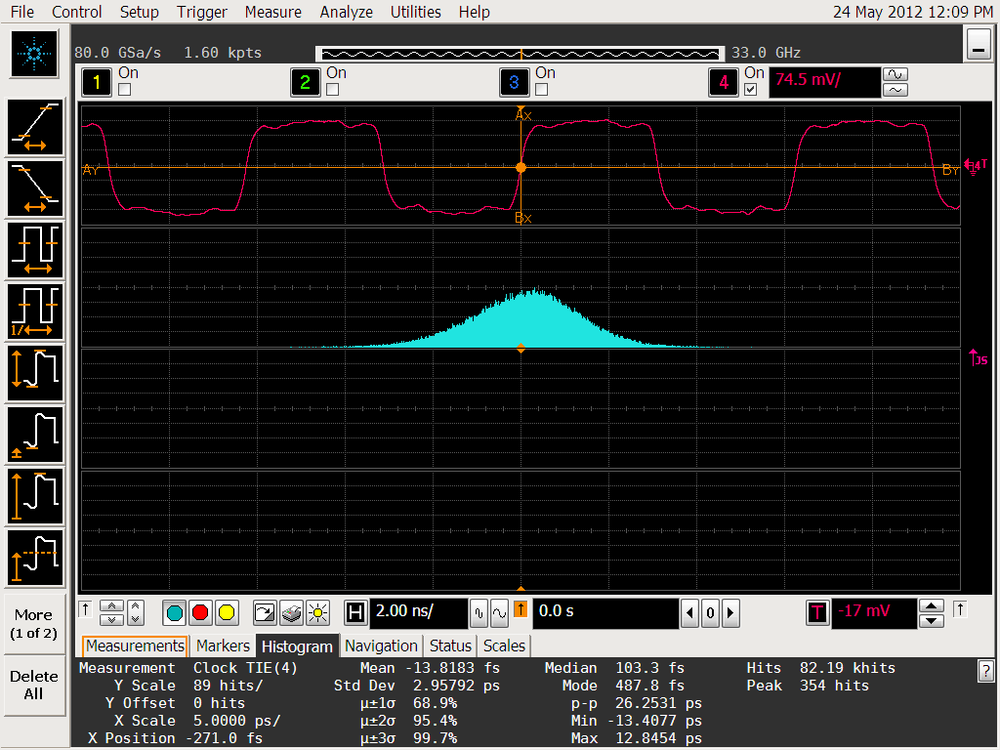 File Control Setup Trigger Measure Analyze Utilities Help 24 May 2012 12:09 PM
80.0 GSa/s 1.60 kpts 33.0 GHz
1 On 2 On 3 On 4 On 74.5 mV/
Ax
AY BY 4T
Bx
1/
JS
More
(1 of 2)
Delete
All
H 2.00 ns/ 0.0 s 0 T -17 mV
Measurements Markers Histogram Navigation Status Scales
Measurement Clock TIE(4) Mean -13.8183 fs Median 103.3 fs Hits 82.19 khits ?
Y Scale 89 hits/ Std Dev 2.95792 ps Mode 487.8 fs Peak 354 hits
Y Offset 0 hits µ±1σ 68.9% p-p 26.2531 ps
X Scale 5.0000 ps/ µ±2σ 95.4% Min -13.4077 ps
X Position -271.0 fs µ±3σ 99.7% Max 12.8454 ps